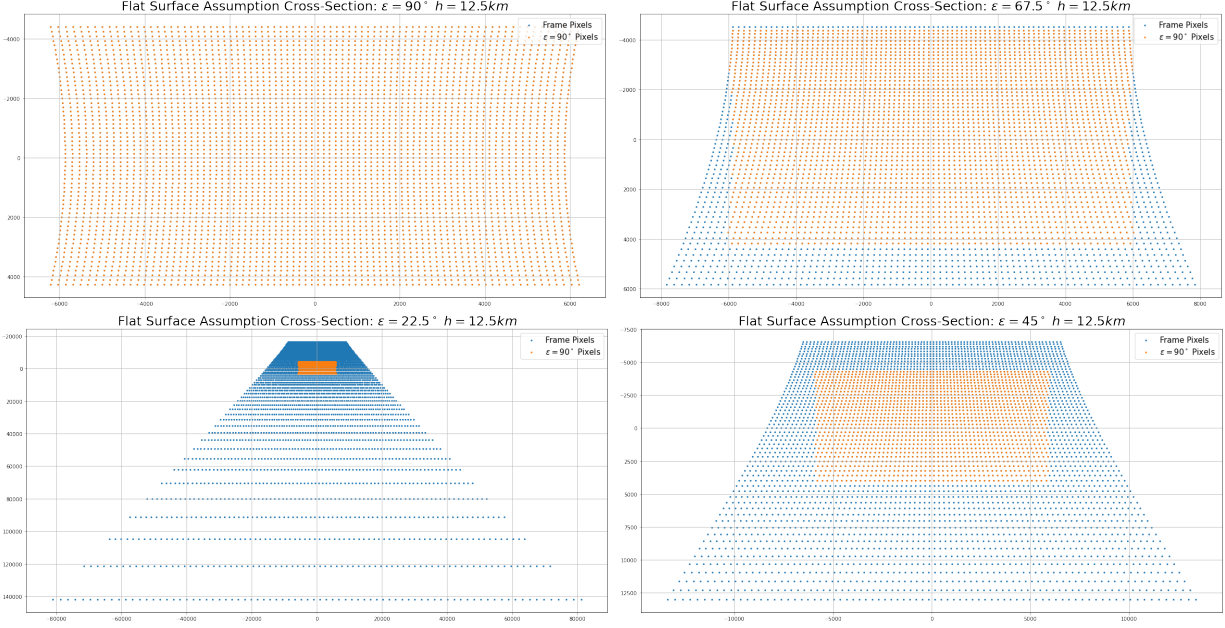 Flat Surface Assumption Cross-Section: ε = 90° h = 12.5km
Frame Pixels
ε = 90° Pixels
−4000
−2000
0
2000
4000
−6000 −4000 −2000 0 2000 4000 6000
Flat Surface Assumption Cross-Section: ε = 67.5° h = 12.5km
Frame Pixels
ε = 90° Pixels
−4000
−2000
0
2000
4000
6000
−8000 −6000 −4000 −2000 0 2000 4000 6000 8000
Flat Surface Assumption Cross-Section: ε = 22.5° h = 12.5km
Frame Pixels
ε = 90° Pixels
−20000
0
20000
40000
60000
80000
100000
120000
140000
−80000 −60000 −40000 −20000 0 20000 40000 60000 80000
Flat Surface Assumption Cross-Section: ε = 45° h = 12.5km
Frame Pixels
ε = 90° Pixels
−7500
−5000
−2500
0
2500
5000
7500
10000
12500
−10000 −5000 0 5000 10000